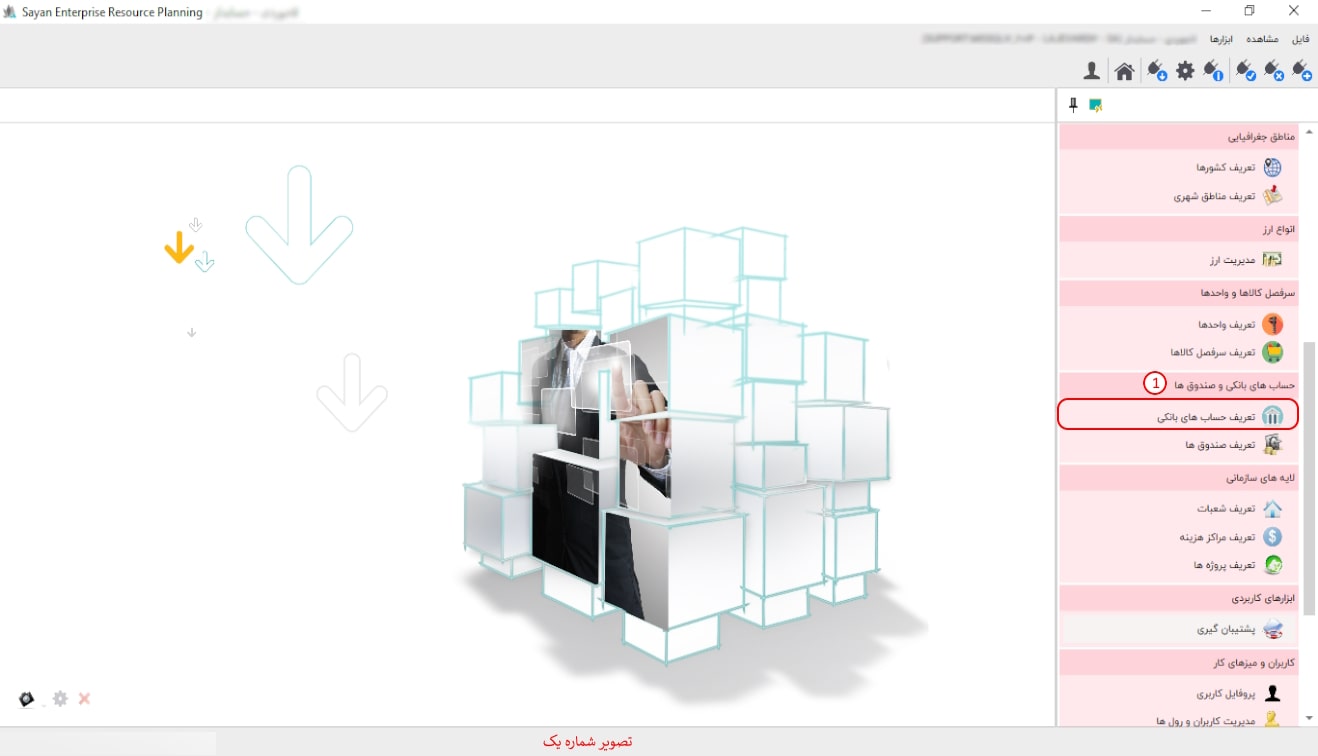 Sayan Enterprise Resource Planning
فایل مشاهده ابزارها
مناطق جغرافیایی
تعریف کشورها
تعریف مناطق شهری
انواع ارز
مدیریت ارز
سرفصل کالاها و واحدها
تعریف واحدها
تعریف سرفصل کالاها
حساب های بانکی و صندوق ها 1
تعریف حساب های بانکی
تعریف صندوق ها
لایه های سازمانی
تعریف شعبات
تعریف مراکز هزینه
تعریف پروژه ها
ابزارهای کاربردی
پشتیبان گیری
کاربران و میزهای کار
پروفایل کاربری
مدیریت کاربران و رول ها
تصویر شماره یک